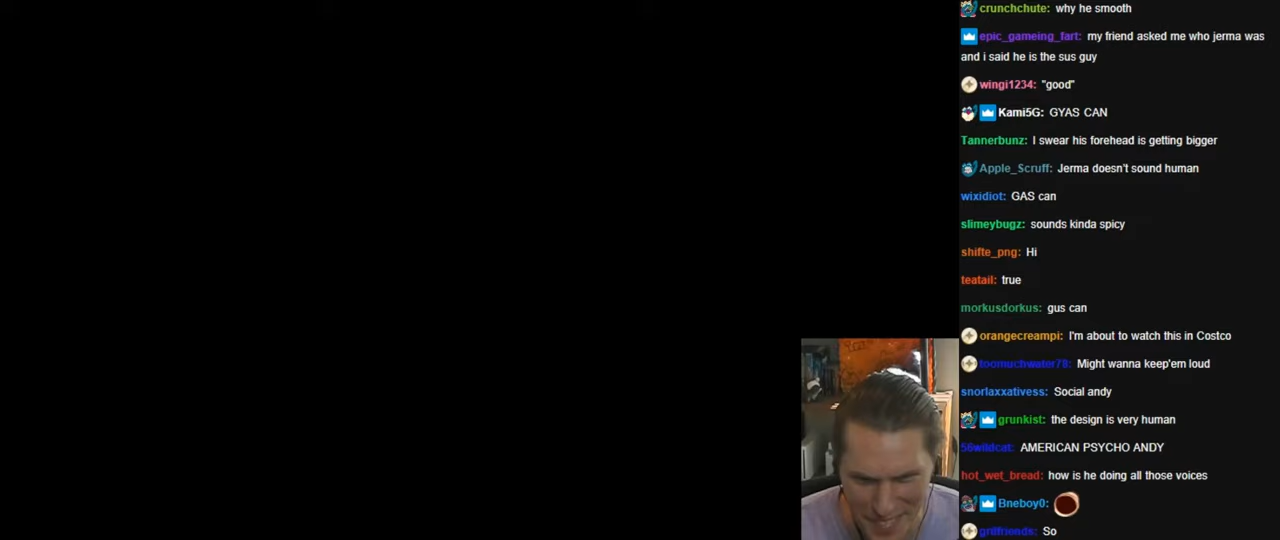 crunchchute: why he smooth
epic_gameing_fart: my friend asked me who jerma was
and i said he is the sus guy
wingi1234: "good"
Kami5G: GYAS CAN
Tannerbunz: I swear his forehead is getting bigger
Apple_Scruff: Jerma doesn't sound human
wixidiot: GAS can
slimeybugz: sounds kinda spicy
shifte_png: Hi
teatail: true
morkusdorkus: gus can
orangecreampi: I'm about to watch this in Costco
toomuchwater78: Might wanna keep'em loud
snorlaxxativess: Social andy
grunkist: the design is very human
56wildcat: AMERICAN PSYCHO ANDY
hot_wet_bread: how is he doing all those voices
Bneboy0:
grilfriends: So